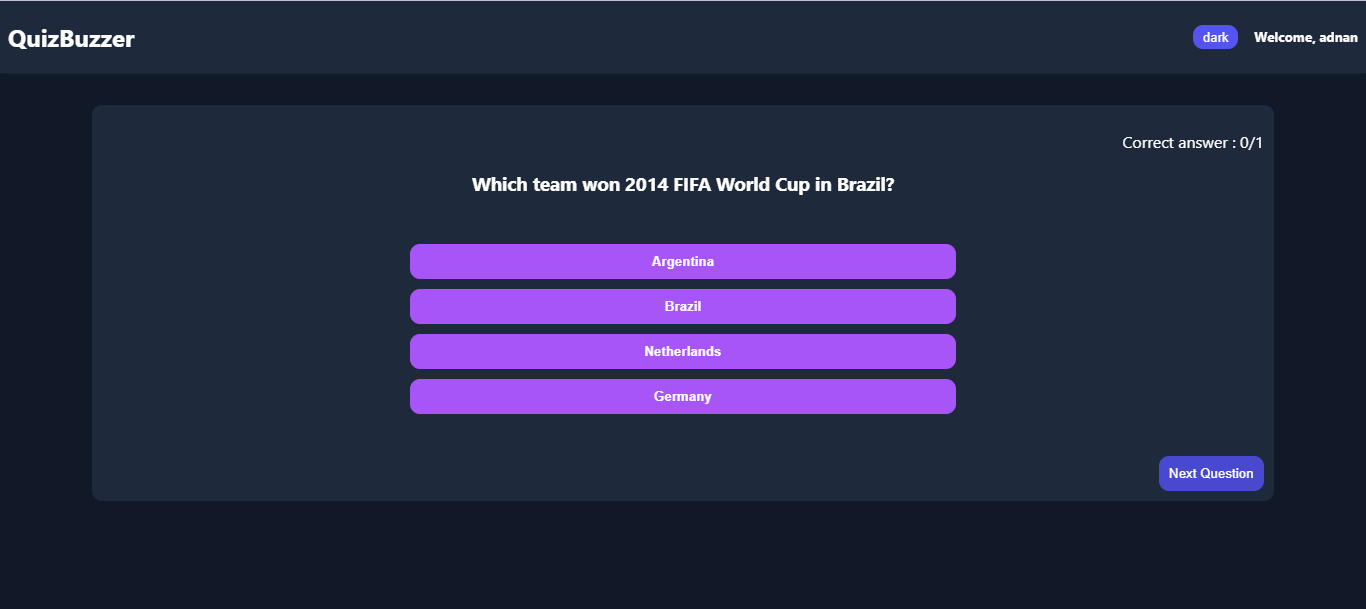 QuizBuzzer
dark
Welcome, adnan
Correct answer : 0/1
Which team won 2014 FIFA World Cup in Brazil?
Argentina
Brazil
Netherlands
Germany
Next Question